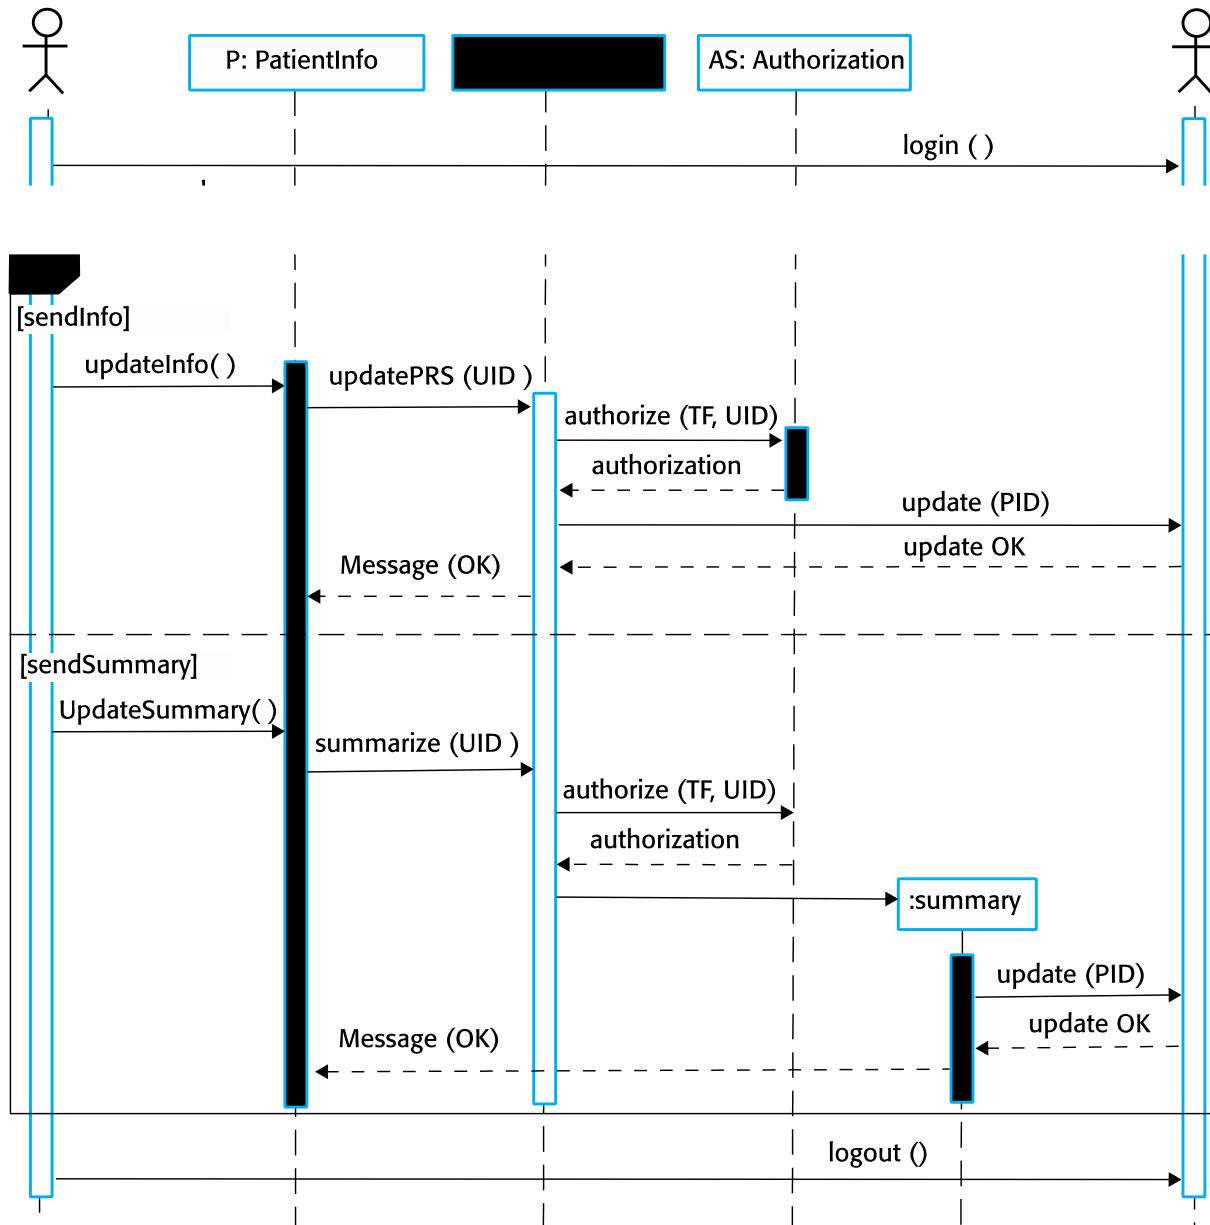 P: PatientInfo
AS: Authorization
login ( )
[sendInfo]
updateInfo( )
updatePRS (UID )
authorize (TF, UID)
authorization
update (PID)
update OK
Message (OK)
[sendSummary]
UpdateSummary( )
summarize (UID )
authorize (TF, UID)
authorization
:summary
update (PID)
update OK
Message (OK)
logout ()